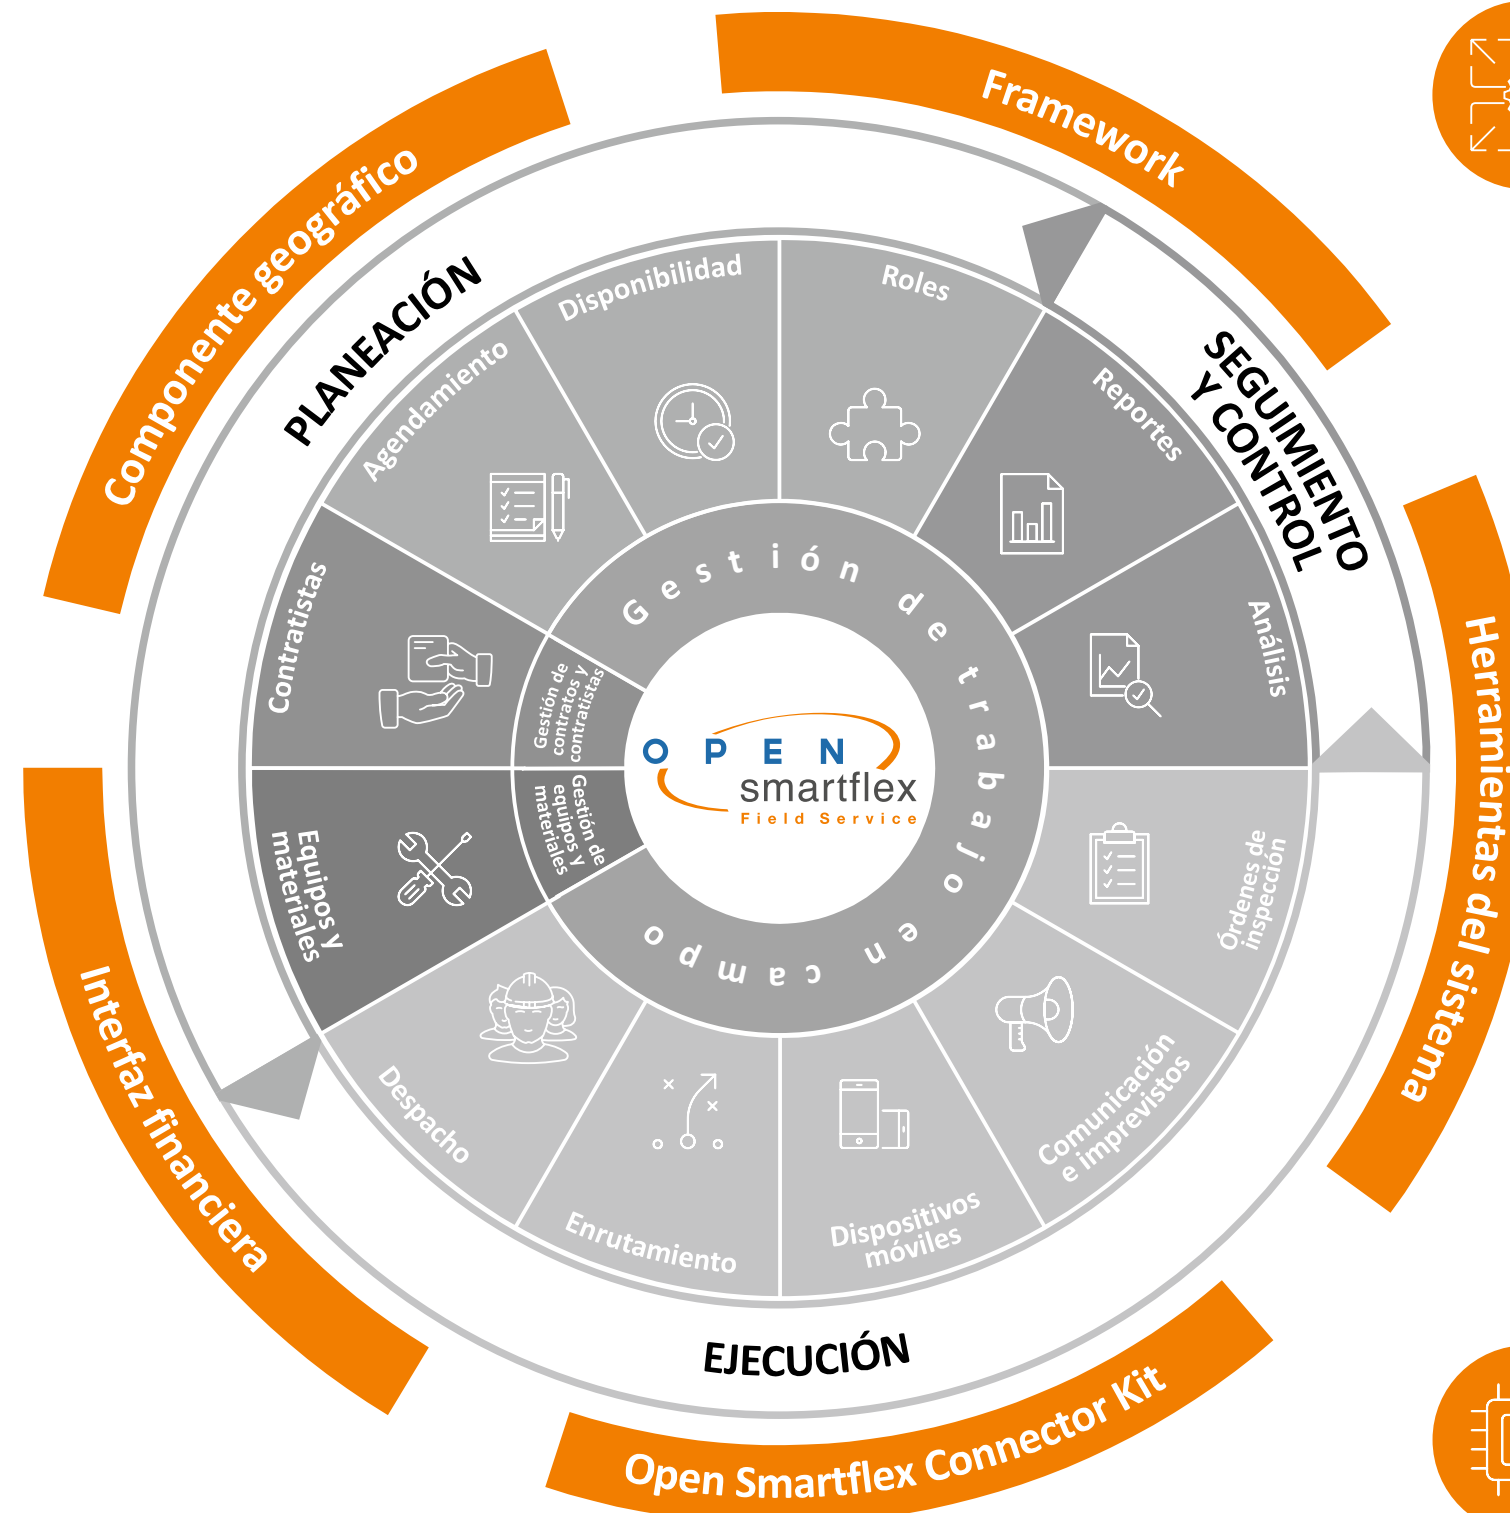 Framework
Componente geográfico
PLANEACIÓN
SEGUIMIENTO
Y CONTROL
Disponibilidad
Roles
Agendamiento
Reportes
Contratistas
Análisis
Gestión de trabajo en campo
Gestión de
contratos y
contratistas
OPEN
smartflex
Field Service
Gestión de
equipos y
materiales
Equipos y
materiales
Órdenes de
inspección
Herramientas del sistema
Interfaz financiera
Despacho
Comunicación
e imprevistos
Enrutamiento
Dispositivos
móviles
EJECUCIÓN
Open Smartflex Connector Kit